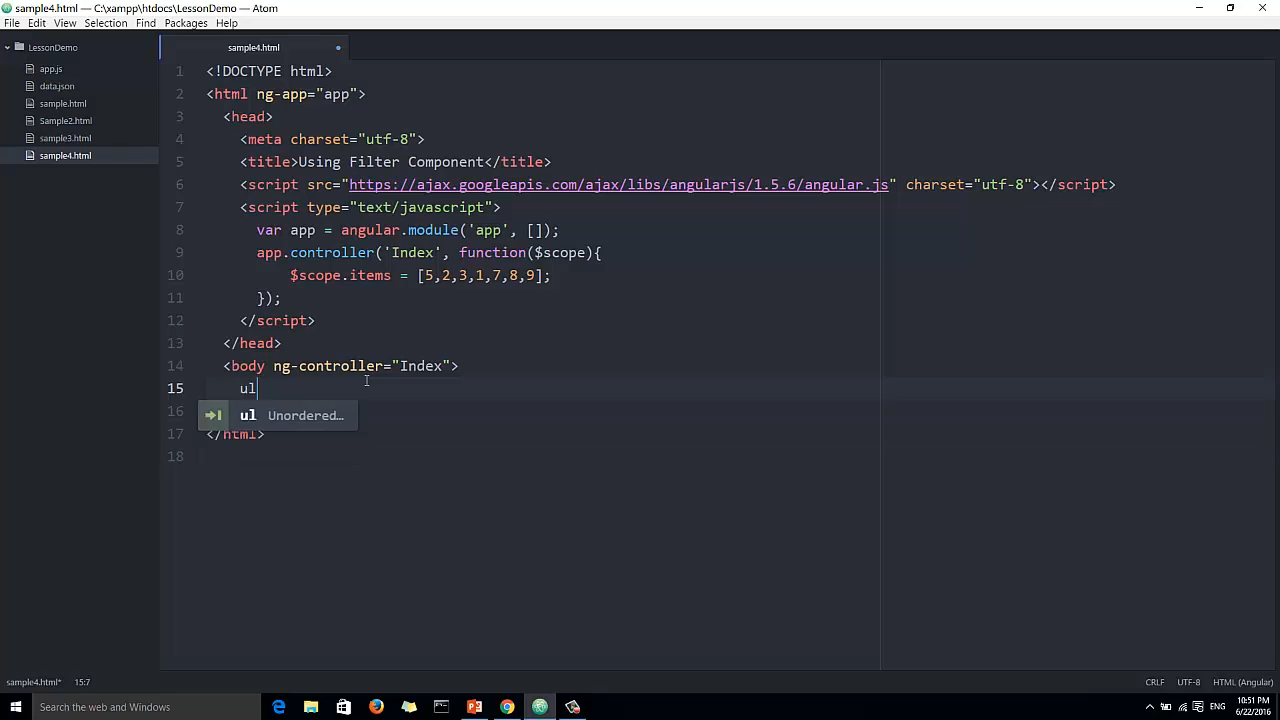 sample4.html — C:\xampp\htdocs\LessonDemo — Atom
File Edit View Selection Find Packages Help
LessonDemo
app.js
data.json
sample.html
Sample2.html
sample3.html
sample4.html
sample4.html
1 <!DOCTYPE html>
2 <html ng-app="app">
3 <head>
4 <meta charset="utf-8">
5 <title>Using Filter Component</title>
6 <script src="https://ajax.googleapis.com/ajax/libs/angularjs/1.5.6/angular.js" charset="utf-8"></script>
7 <script type="text/javascript">
8 var app = angular.module('app', []);
9 app.controller('Index', function($scope){
10 $scope.items = [5,2,3,1,7,8,9];
11 });
12 </script>
13 </head>
14 <body ng-controller="Index">
15 ul
16
ul Unordered…
17 </html>
18
sample4.html* 15:7
CRLF UTF-8 HTML (Angular)
Search the web and Windows
ENG
10:51 PM
6/22/2016